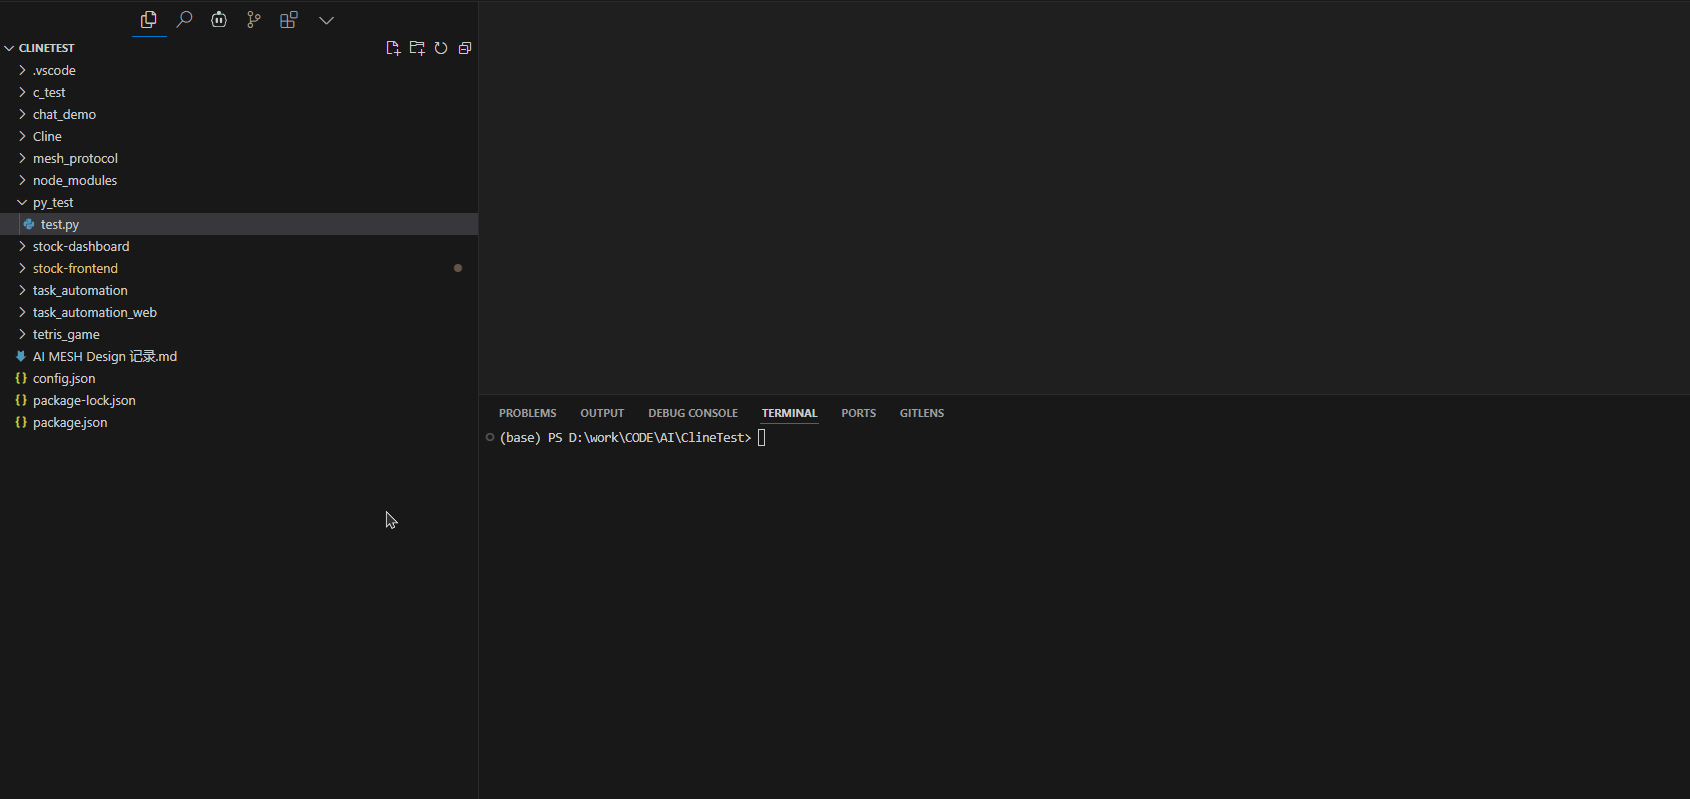 CLINETEST
.vscode
c_test
chat_demo
Cline
mesh_protocol
node_modules
py_test
test.py
stock-dashboard
stock-frontend
task_automation
task_automation_web
tetris_game
AI MESH Design 记录.md
{} config.json
{} package-lock.json
{} package.json
PROBLEMS OUTPUT DEBUG CONSOLE TERMINAL PORTS GITLENS
(base) PS D:\work\CODE\AI\ClineTest>